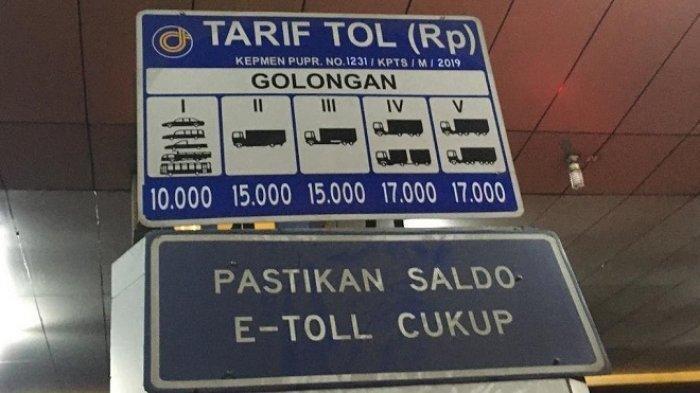 TARIF TOL (Rp)
KEPMEN PUPR. NO.1231 / KPTS / M / 2019
GOLONGAN
I II III IV V
10.000 15.000 15.000 17.000 17.000
PASTIKAN SALDO
E-TOLL CUKUP